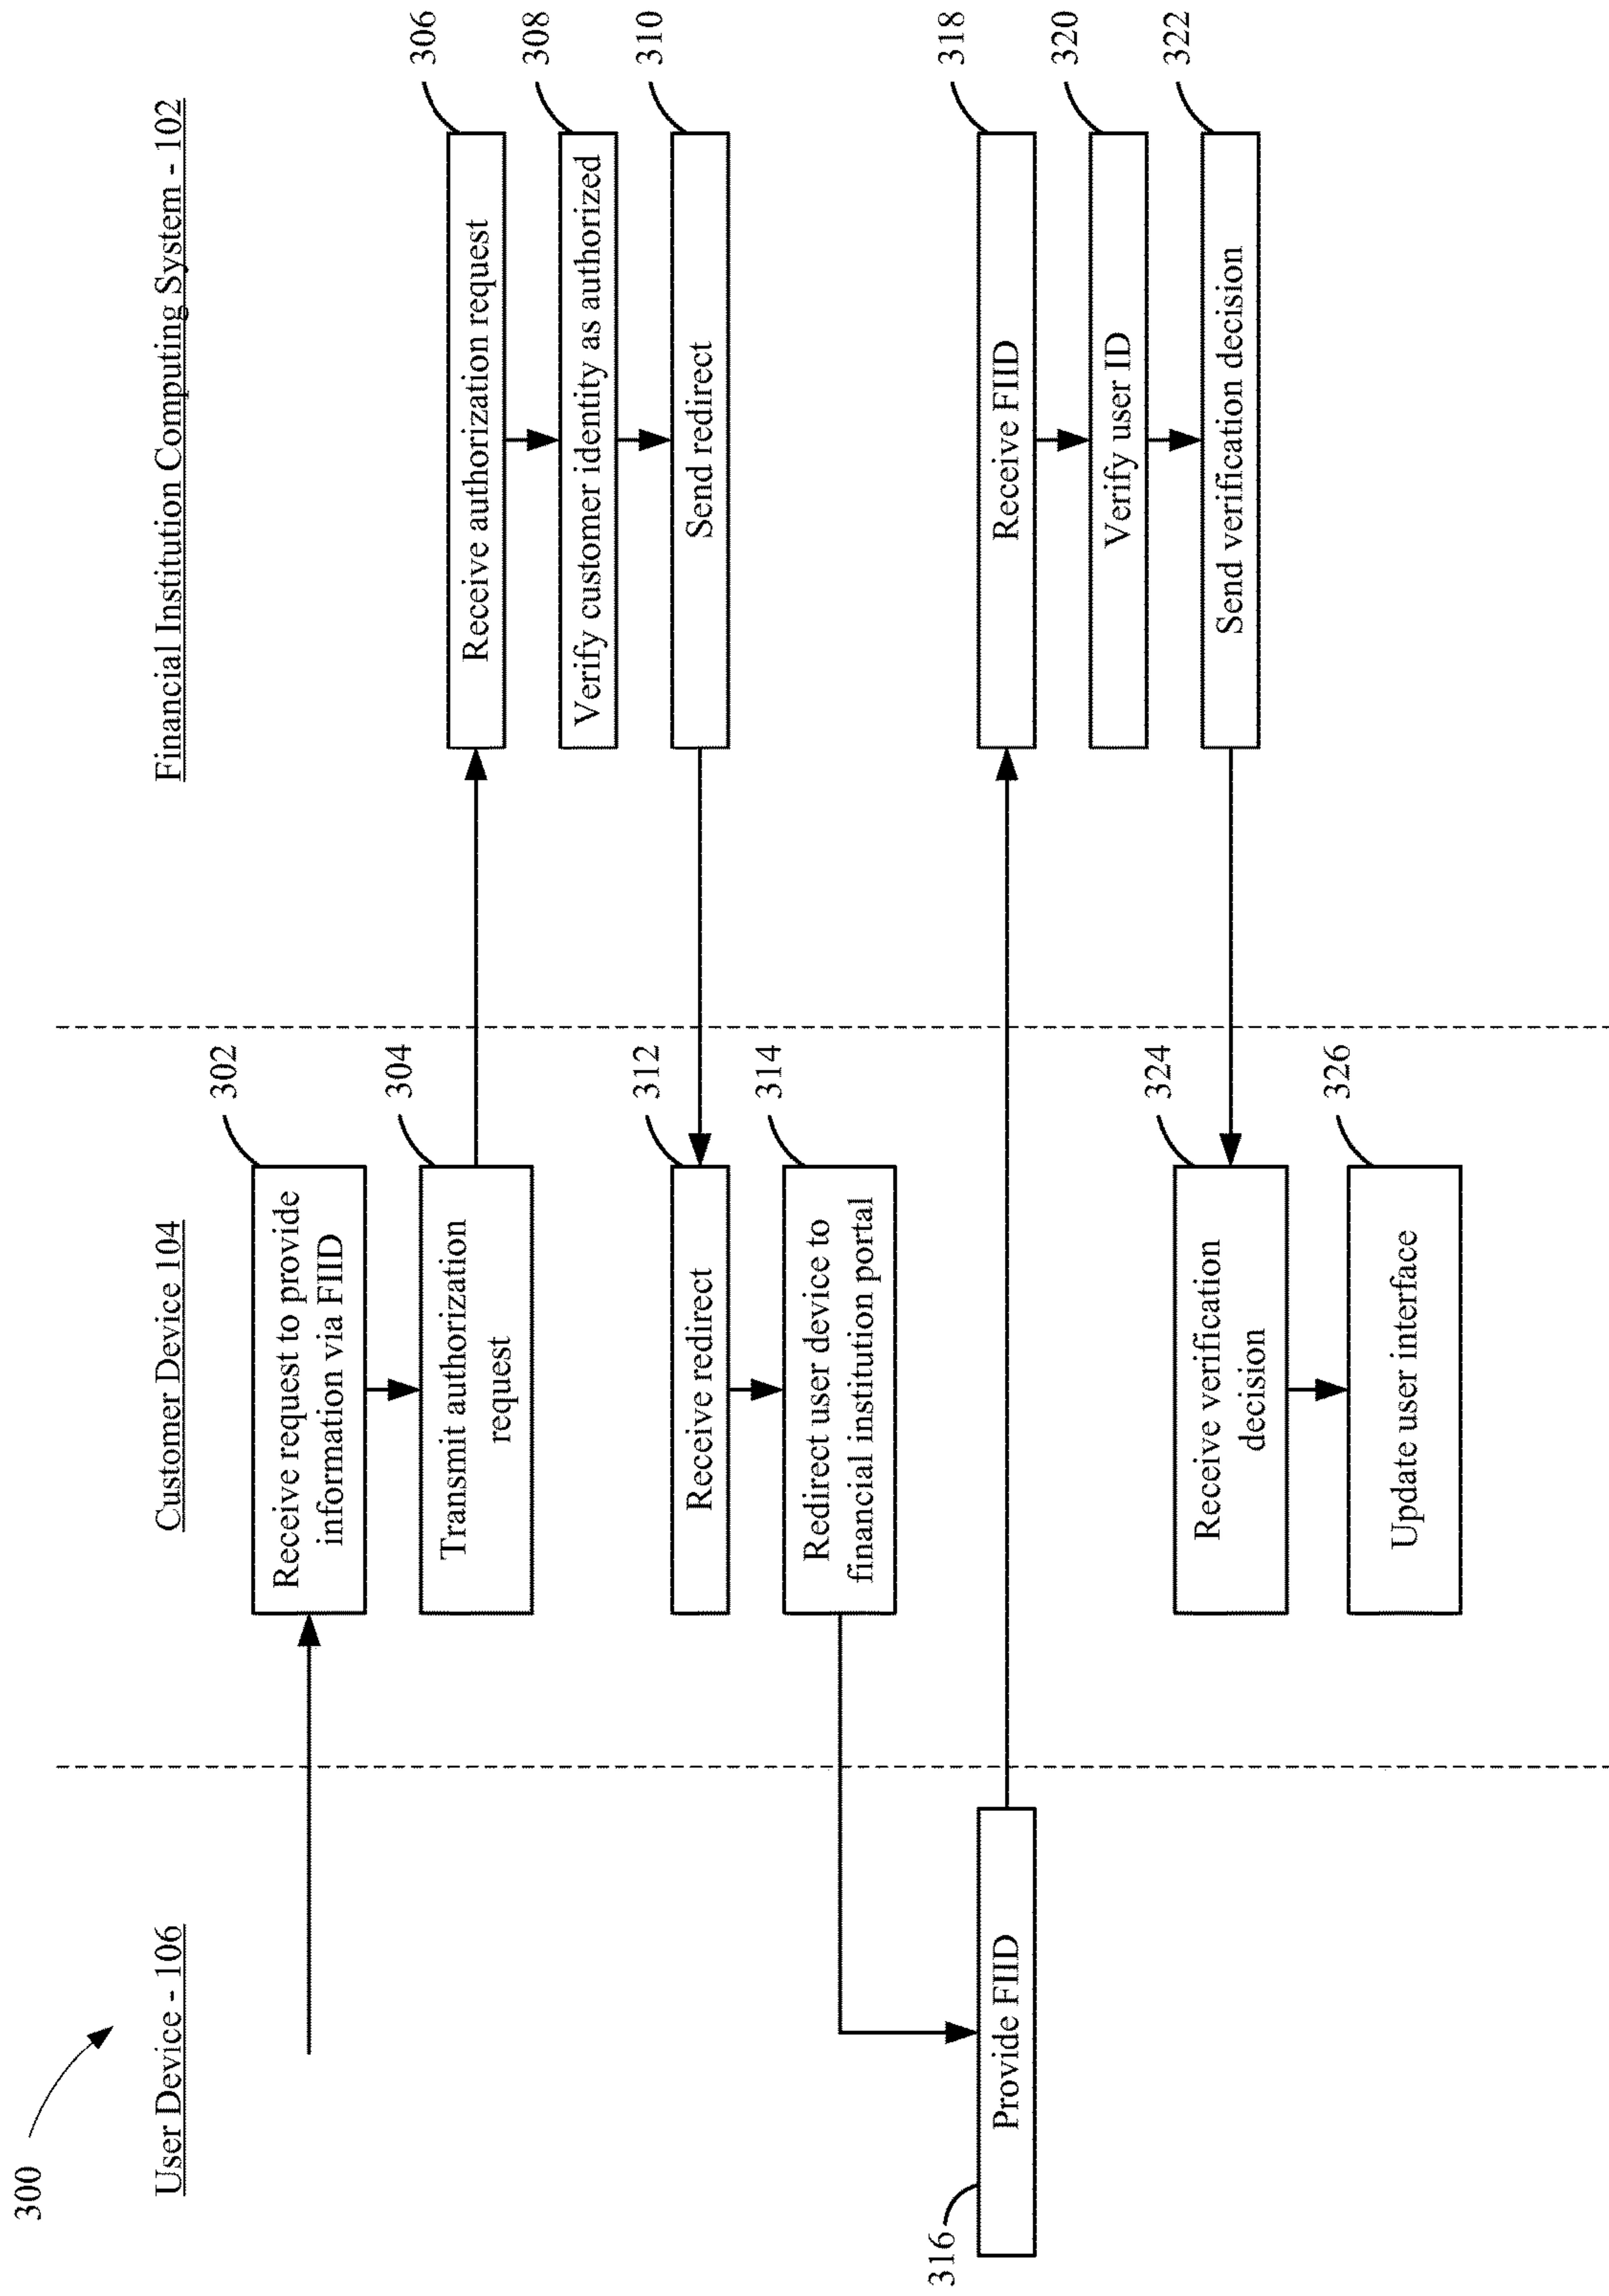 300
User Device - 106
Customer Device 104
Financial Institution Computing System - 102
302
Receive request to provide
information via FIID
304
Transmit authorization
request
306
Receive authorization request
308
Verify customer identity as authorized
310
Send redirect
312
Receive redirect
314
Redirect user device to
financial institution portal
316
Provide FIID
318
Receive FIID
320
Verify user ID
322
Send verification decision
324
Receive verification
decision
326
Update user interface